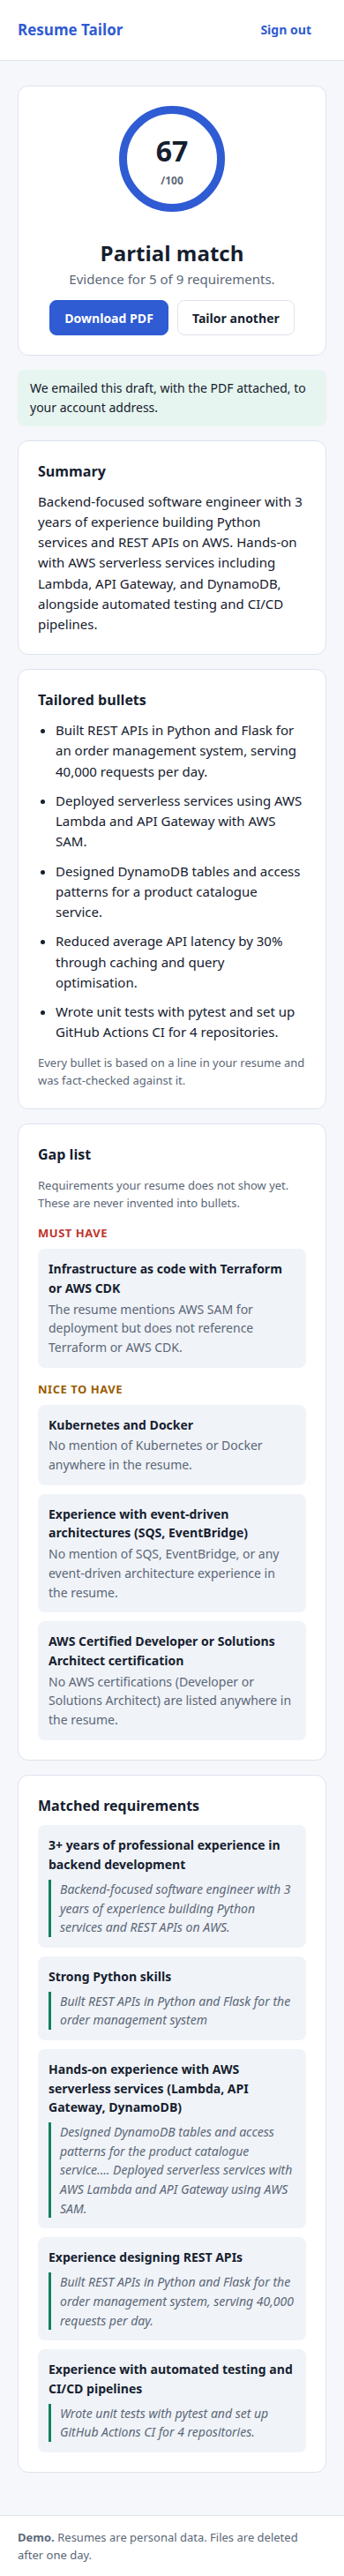 Resume Tailor
Sign out
67
/100
Partial match
Evidence for 5 of 9 requirements.
Download PDF
Tailor another
We emailed this draft, with the PDF attached, to
your account address.
Summary
Backend-focused software engineer with 3
years of experience building Python
services and REST APIs on AWS. Hands-on
with AWS serverless services including
Lambda, API Gateway, and DynamoDB,
alongside automated testing and CI/CD
pipelines.
Tailored bullets
• Built REST APIs in Python and Flask for
an order management system, serving
40,000 requests per day.
• Deployed serverless services using AWS
Lambda and API Gateway with AWS
SAM.
• Designed DynamoDB tables and access
patterns for a product catalogue
service.
• Reduced average API latency by 30%
through caching and query
optimisation.
• Wrote unit tests with pytest and set up
GitHub Actions CI for 4 repositories.
Every bullet is based on a line in your resume and
was fact-checked against it.
Gap list
Requirements your resume does not show yet.
These are never invented into bullets.
MUST HAVE
Infrastructure as code with Terraform
or AWS CDK
The resume mentions AWS SAM for
deployment but does not reference
Terraform or AWS CDK.
NICE TO HAVE
Kubernetes and Docker
No mention of Kubernetes or Docker
anywhere in the resume.
Experience with event-driven
architectures (SQS, EventBridge)
No mention of SQS, EventBridge, or any
event-driven architecture experience in
the resume.
AWS Certified Developer or Solutions
Architect certification
No AWS certifications (Developer or
Solutions Architect) are listed anywhere in
the resume.
Matched requirements
3+ years of professional experience in
backend development
Backend-focused software engineer with 3
years of experience building Python
services and REST APIs on AWS.
Strong Python skills
Built REST APIs in Python and Flask for the
order management system
Hands-on experience with AWS
serverless services (Lambda, API
Gateway, DynamoDB)
Designed DynamoDB tables and access
patterns for the product catalogue
service.... Deployed serverless services with
AWS Lambda and API Gateway using AWS
SAM.
Experience designing REST APIs
Built REST APIs in Python and Flask for the
order management system, serving 40,000
requests per day.
Experience with automated testing and
CI/CD pipelines
Wrote unit tests with pytest and set up
GitHub Actions CI for 4 repositories.
Demo. Resumes are personal data. Files are deleted
after one day.